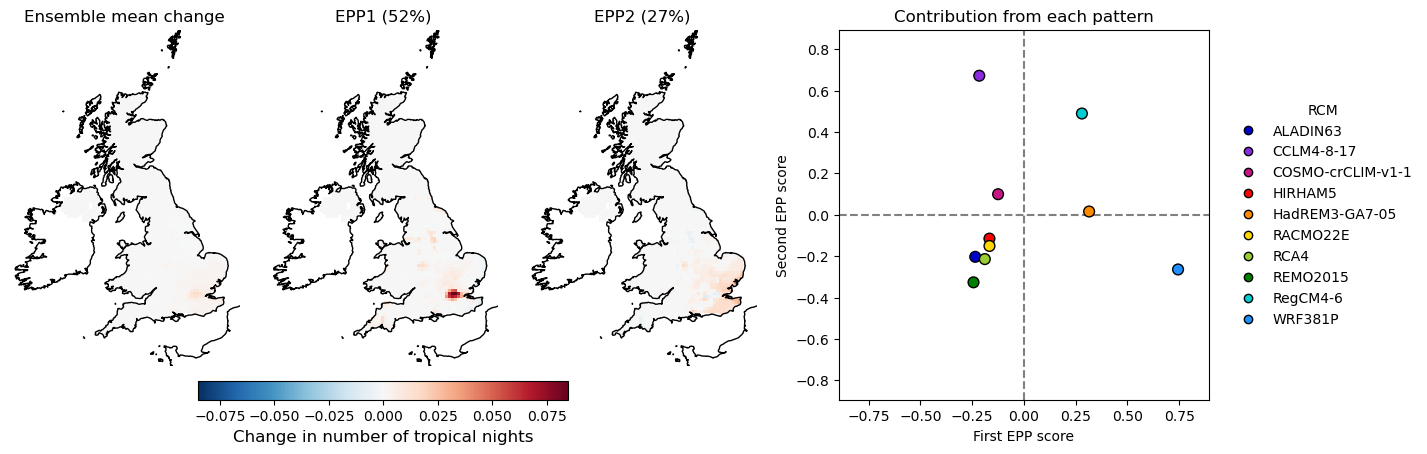 Ensemble mean change
EPP1 (52%)
EPP2 (27%)
−0.075 −0.050 −0.025 0.000 0.025 0.050 0.075
Change in number of tropical nights
Contribution from each pattern
Second EPP score
0.8
0.6
0.4
0.2
0.0
−0.2
−0.4
−0.6
−0.8
−0.75 −0.50 −0.25 0.00 0.25 0.50 0.75
First EPP score
RCM
ALADIN63
CCLM4-8-17
COSMO-crCLIM-v1-1
HIRHAM5
HadREM3-GA7-05
RACMO22E
RCA4
REMO2015
RegCM4-6
WRF381P